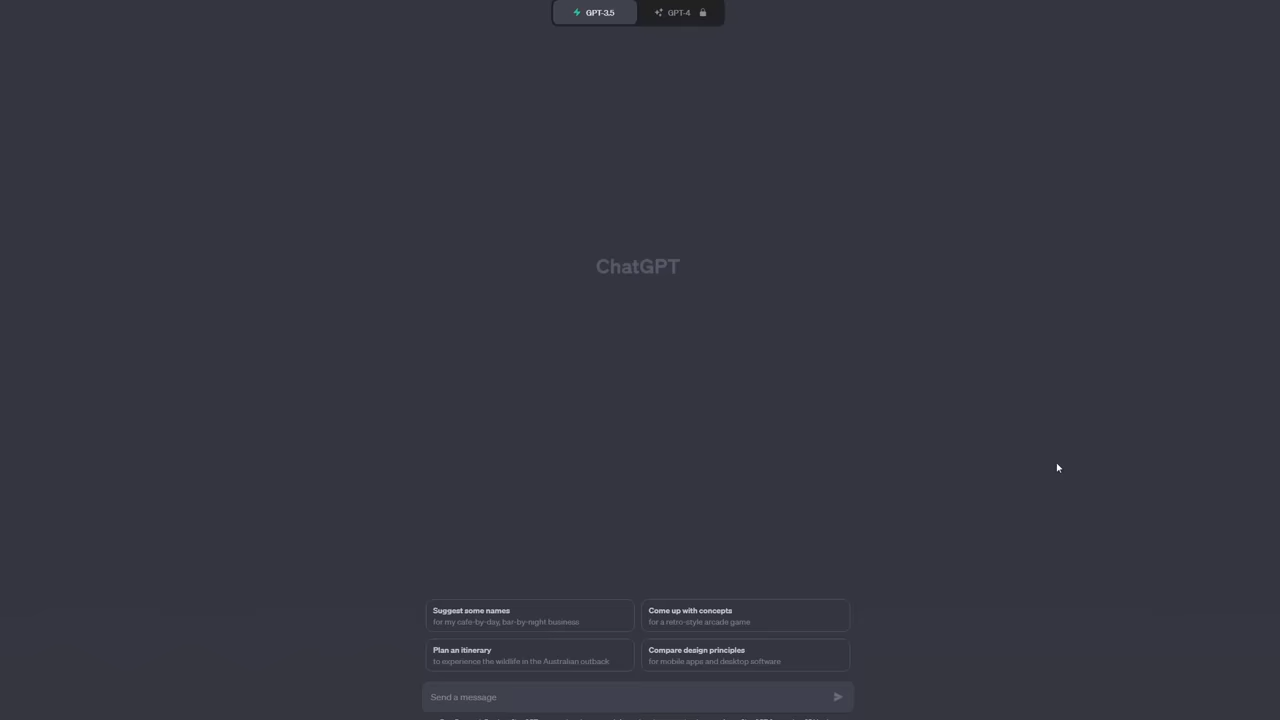 GPT-3.5
GPT-4
ChatGPT
Suggest some names
for my cafe-by-day, bar-by-night business
Come up with concepts
for a retro-style arcade game
Plan an itinerary
to experience the wildlife in the Australian outback
Compare design principles
for mobile apps and desktop software
Send a message